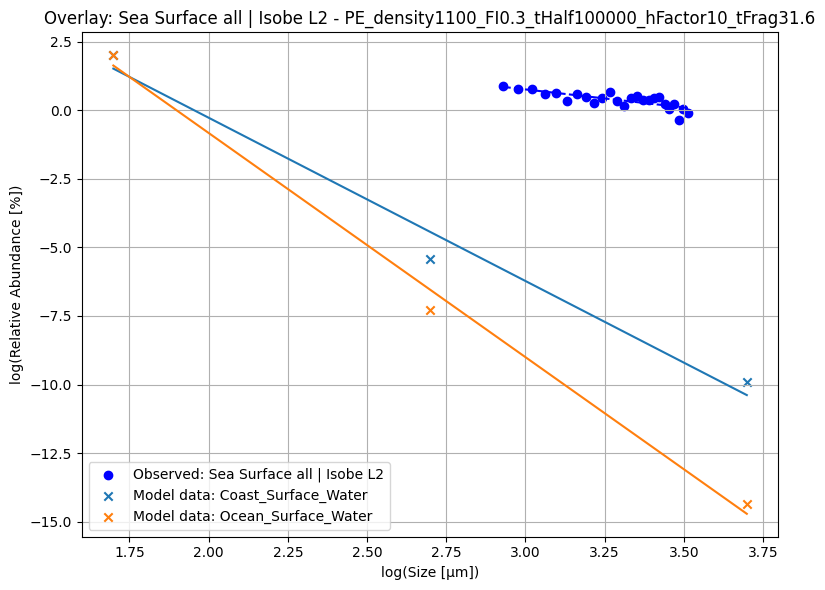 Overlay: Sea Surface all | Isobe L2 - PE_density1100_FI0.3_tHalf100000_hFactor10_tFrag31.6
log(Relative Abundance [%])
2.5
0.0
−2.5
−5.0
−7.5
−10.0
−12.5
−15.0
Observed: Sea Surface all | Isobe L2
Model data: Coast_Surface_Water
Model data: Ocean_Surface_Water
1.75 2.00 2.25 2.50 2.75 3.00 3.25 3.50 3.75
log(Size [µm])